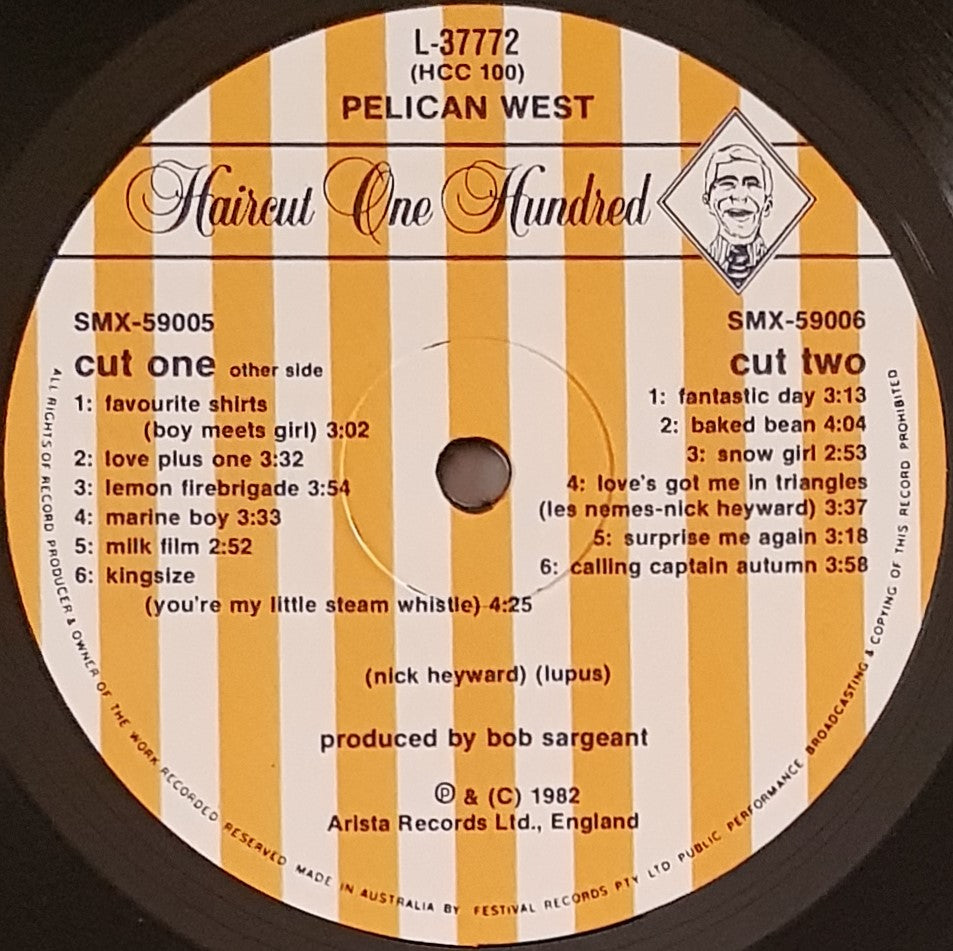 L-37772
(HCC 100)
PELICAN WEST
Haircut One Hundred
SMX-59005
cut one other side
1: favourite shirts
(boy meets girl) 3:02
2: love plus one 3:32
3: lemon firebrigade 3:54
4: marine boy 3:33
5: milk film 2:52
6: kingsize
(you're my little steam whistle) 4:25
SMX-59006
cut two
1: fantastic day 3:13
2: baked bean 4:04
3: snow girl 2:53
4: love's got me in triangles
(les nemes-nick heyward) 3:37
5: surprise me again 3:18
6: calling captain autumn 3:58
(nick heyward) (lupus)
produced by bob sargeant
℗ & (C) 1982
Arista Records Ltd., England
ALL RIGHTS OF RECORD PRODUCER & OWNER OF THE WORK RECORDED RESERVED MADE IN AUSTRALIA BY FESTIVAL RECORDS PTY LTD PUBLIC PERFORMANCE BROADCASTING & COPYING OF THIS RECORD PROHIBITED